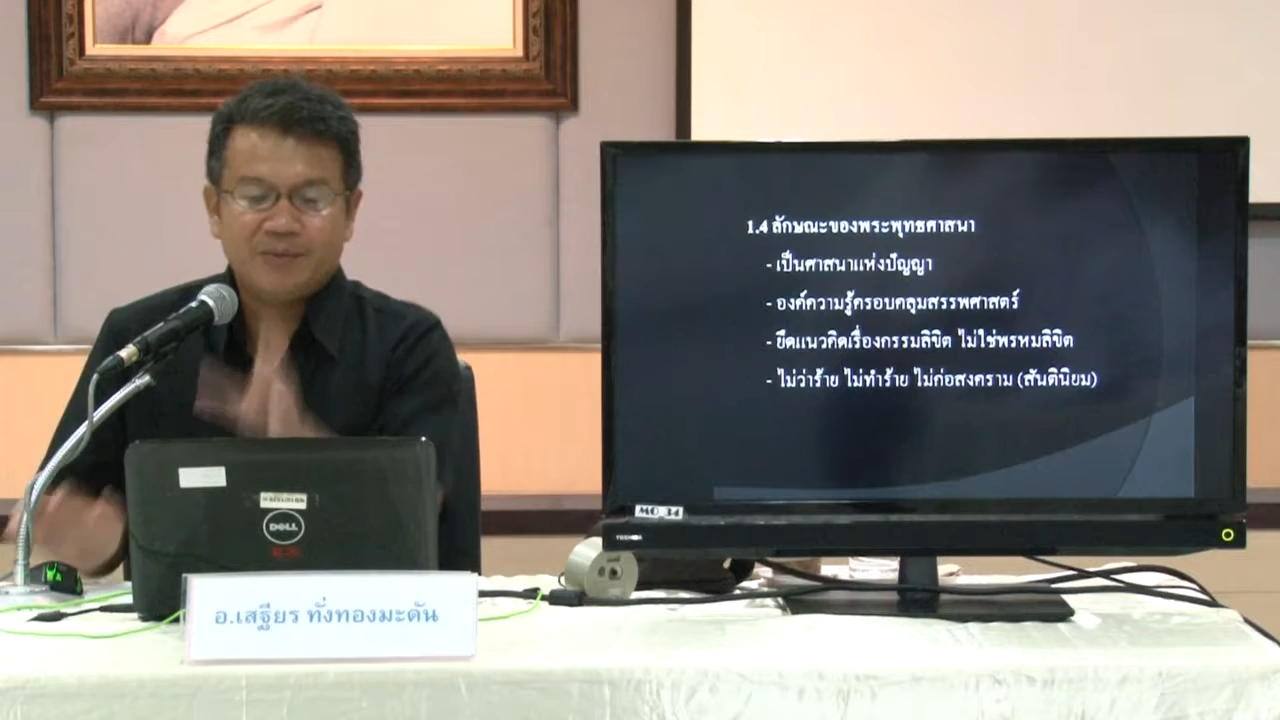 1.4 ลักษณะของพระพุทธศาสนา
- เป็นศาสนาแห่งปัญญา
- องค์ความรู้ครอบคลุมสรรพศาสตร์
- ยึดแนวคิดเรื่องกรรมลิขิต ไม่ใช่พรหมลิขิต
- ไม่ว่าร้าย ไม่ทำร้าย ไม่ก่อสงคราม (สันตินิยม)
MO-34
TOSHIBA
DELL
อ.เสฐียร ทั่งทองมะดัน